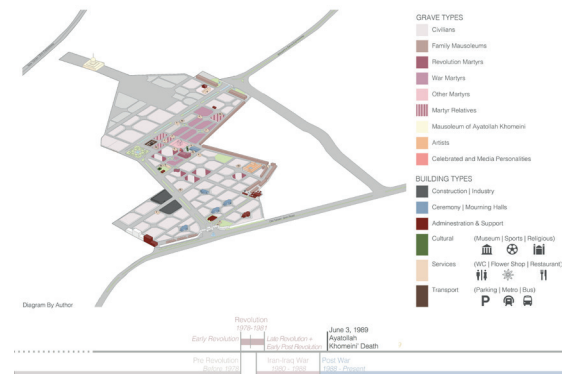 GRAVE TYPES
Civilians
Family Mausoleums
Revolution Martyrs
War Martyrs
Other Martyrs
Martyr Relatives
Mausoleum of Ayatollah Khomeini
Artists
Celebrated and Media Personalities
BUILDING TYPES
Construction | Industry
Ceremony | Mourning Halls
Administration & Support
Cultural (Museum | Sports | Religious)
Services (WC | Flower Shop | Restaurant)
Transport (Parking | Metro | Bus)
P
Diagram By Author
Revolution
1978-1981
Early Revolution
Late Revolution +
Early Post Revolution
June 3, 1989
Ayatollah
Khomeini' Death
Pre Revolution
Before 1978
Iran-Iraq War
1980 - 1988
Post War
1988 - Present